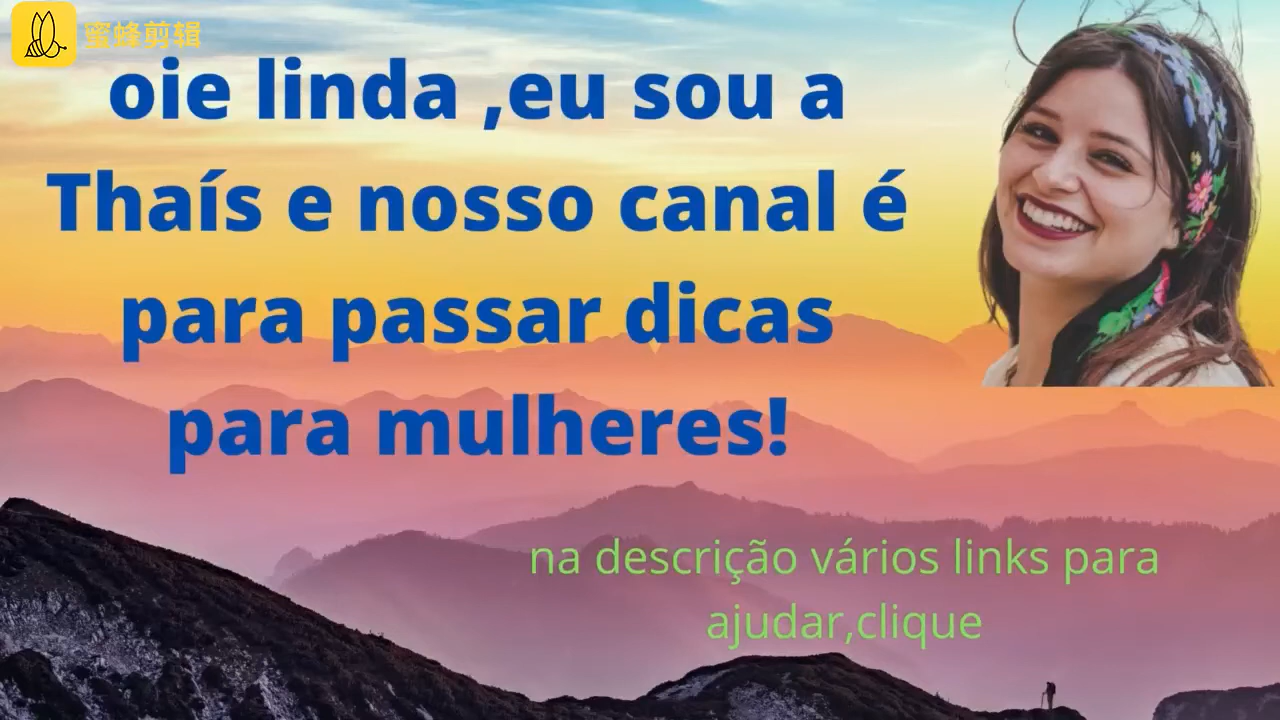 蜜蜂剪辑
oie linda ,eu sou a
Thaís e nosso canal é
para passar dicas
para mulheres!
na descrição vários links para
ajudar,clique